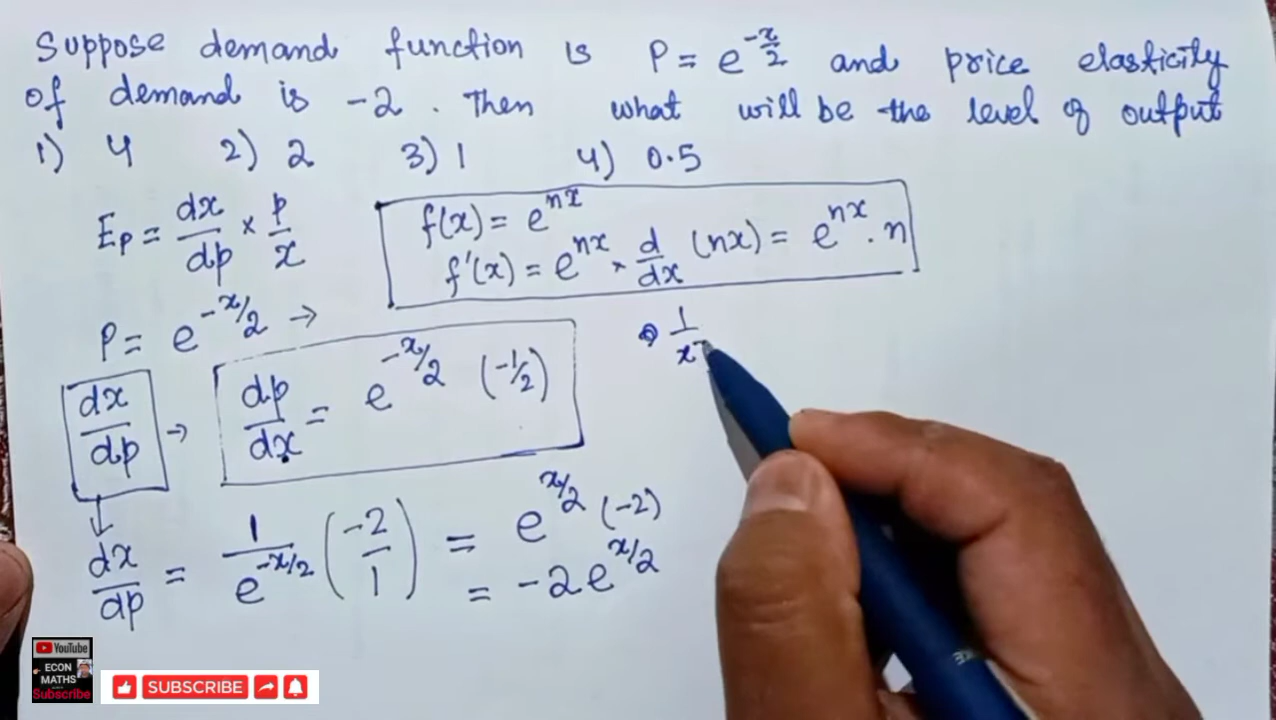 Suppose demand function is P = e^{-x/2} and price elasticity
of demand is -2. Then what will be the level of output
1) 4 2) 2 3) 1 4) 0.5
E_P = dx/dp × P/x
f(x) = e^{nx}
f'(x) = e^{nx} × d/dx (nx) = e^{nx} . n
P = e^{-x/2} →
dx/dp → dp/dx = e^{-x/2} (-1/2)
1/x
dx/dp = 1/e^{-x/2} (-2/1) = e^{x/2} (-2)
= -2e^{x/2}
YouTube
ECON
MATHS
Subscribe
SUBSCRIBE